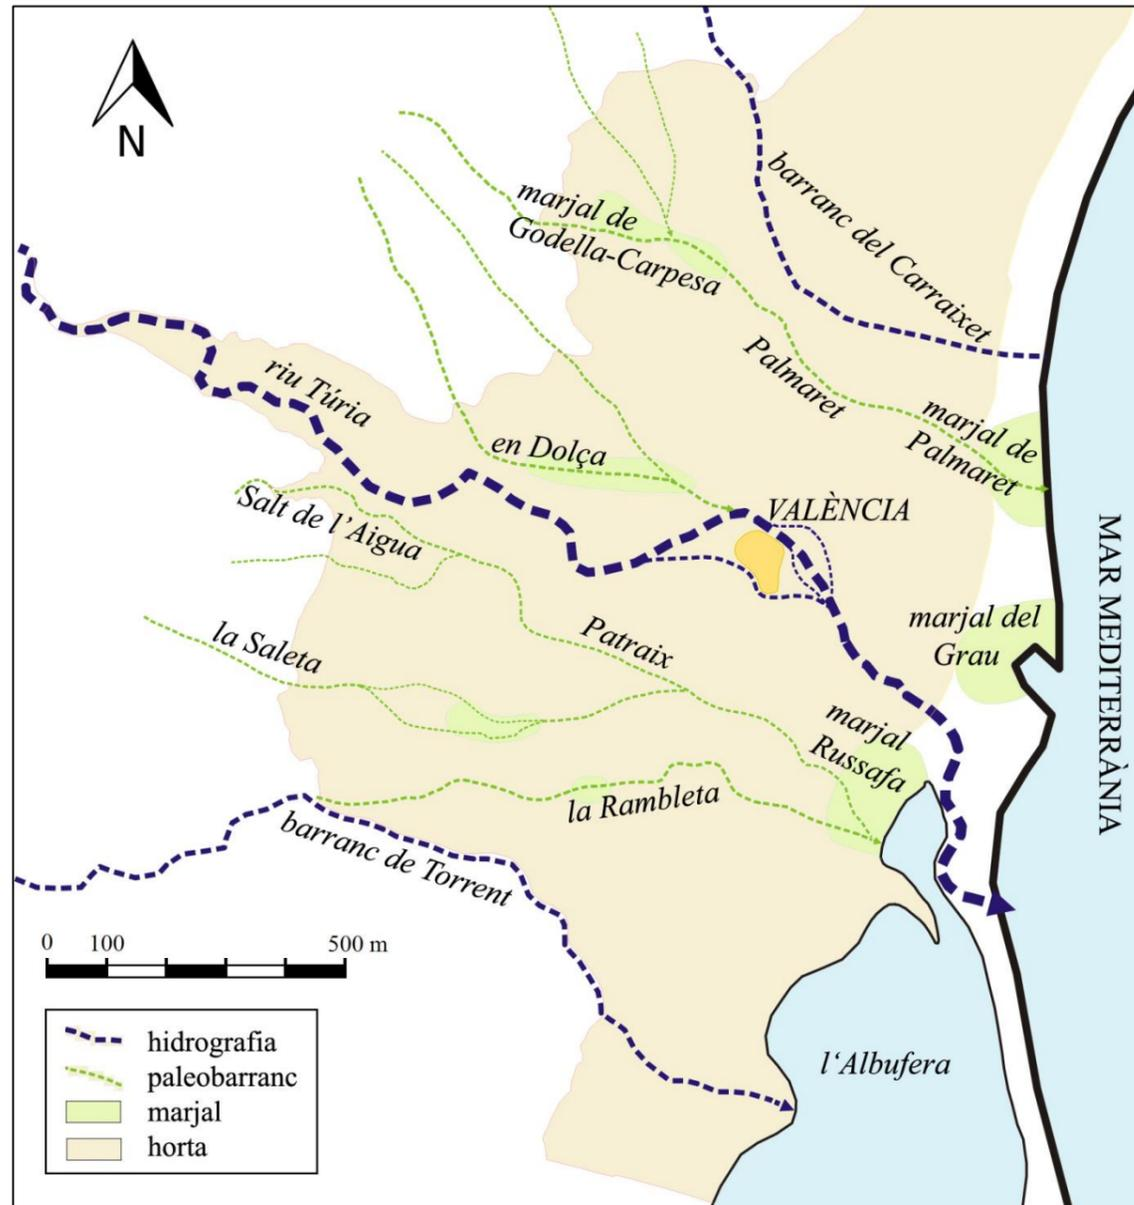 N
barranc del Carraixet
marjal de
Godella-Carpesa
Palmaret
riu Túria
marjal de
Palmaret
en Dolça
Salt de l'Aigua
VALÈNCIA
MAR MEDITERRÀNIA
la Saleta
Patraix
marjal del
Grau
marjal
Russafa
la Rambleta
barranc de Torrent
l'Albufera
0 100 500 m
hidrografia
paleobarranc
marjal
horta